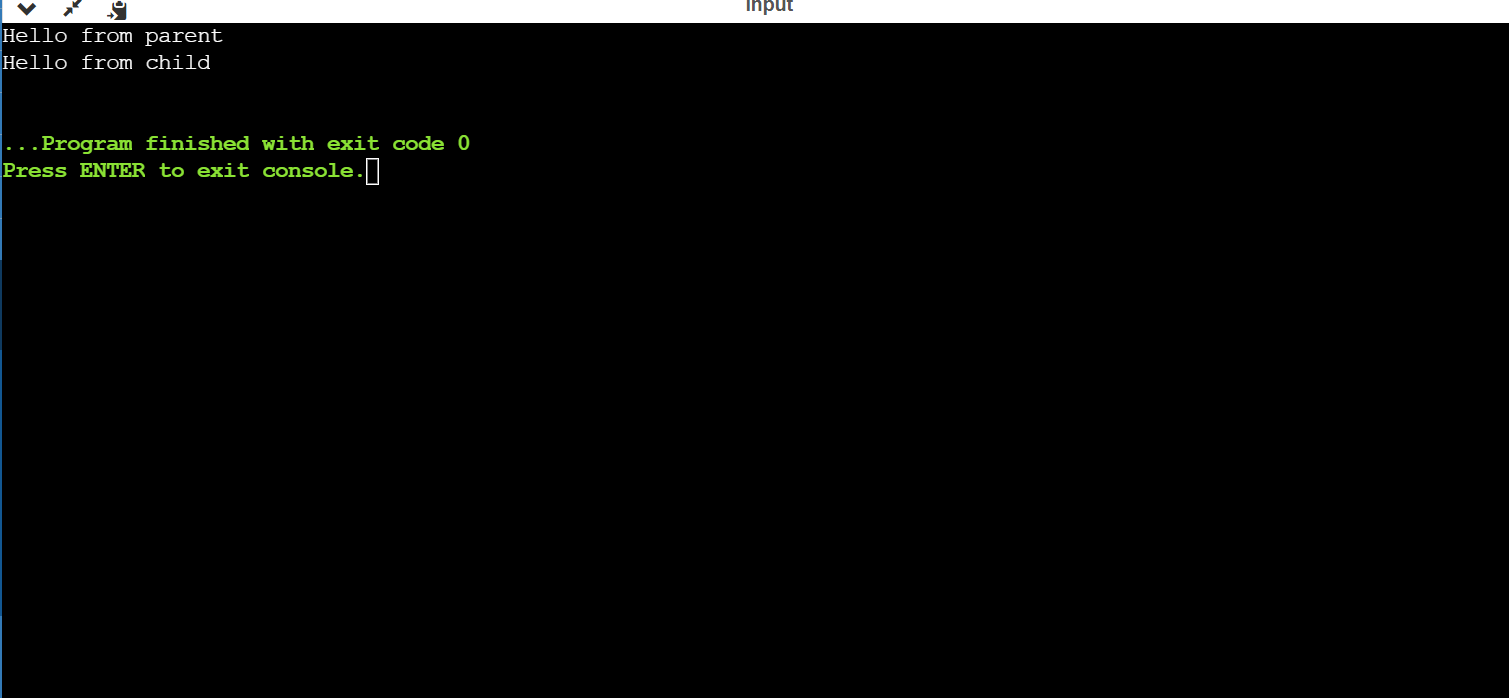 input
Hello from parent
Hello from child
...Program finished with exit code 0
Press ENTER to exit console.